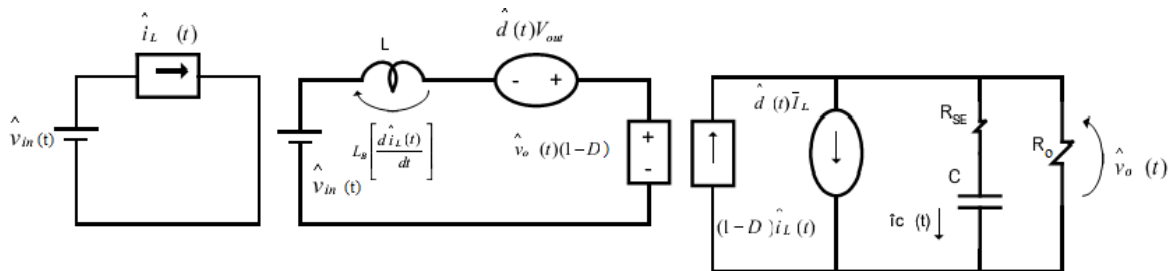 î_L (t)
v̂_in(t)
L
d̂ (t)V_out
- +
L_B[dî_L(t)/dt]
v̂_in(t)
v̂_o (t)(1-D)
+
-
d̂ (t)Ī_L
(1-D)î_L(t)
R_SE
C
îc (t)
R_o
v̂_o (t)